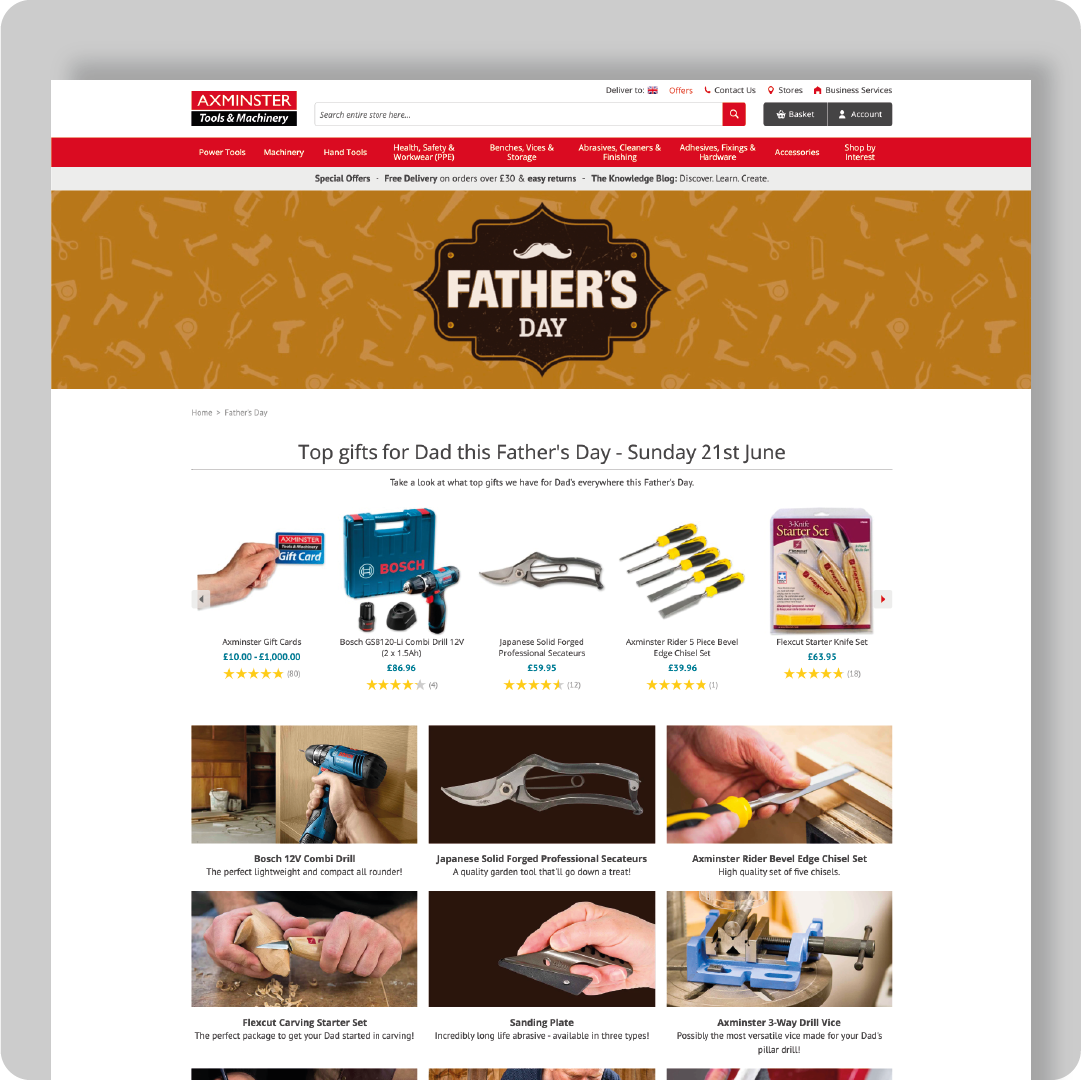 Deliver to: Offers Contact Us Stores Business Services
AXMINSTER
Tools & Machinery
Search entire store here...
Basket Account
Power Tools
Machinery
Hand Tools
Health, Safety &
Workwear (PPE)
Benches, Vices &
Storage
Abrasives, Cleaners &
Finishing
Adhesives, Fixings &
Hardware
Accessories
Shop by
Interest
Special Offers - Free Delivery on orders over £30 & easy returns - The Knowledge Blog: Discover. Learn. Create.
FATHER'S
DAY
Home > Father's Day
Top gifts for Dad this Father's Day - Sunday 21st June
Take a look at what top gifts we have for Dad's everywhere this Father's Day.
AXMINSTER
Tools & Machinery
Gift Card
Axminster Gift Cards
£10.00 - £1,000.00
(80)
BOSCH
Bosch GSB120-Li Combi Drill 12V
(2 x 1.5Ah)
£86.96
(4)
Japanese Solid Forged
Professional Secateurs
£59.95
(12)
Axminster Rider 5 Piece Bevel
Edge Chisel Set
£39.96
(1)
3-Knife
Starter Set
Flexcut
Flexcut Starter Knife Set
£63.95
(18)
Bosch 12V Combi Drill
The perfect lightweight and compact all rounder!
Japanese Solid Forged Professional Secateurs
A quality garden tool that'll go down a treat!
Axminster Rider Bevel Edge Chisel Set
High quality set of five chisels.
Flexcut Carving Starter Set
The perfect package to get your Dad started in carving!
Sanding Plate
Incredibly long life abrasive - available in three types!
Axminster 3-Way Drill Vice
Possibly the most versatile vice made for your Dad's
pillar drill!